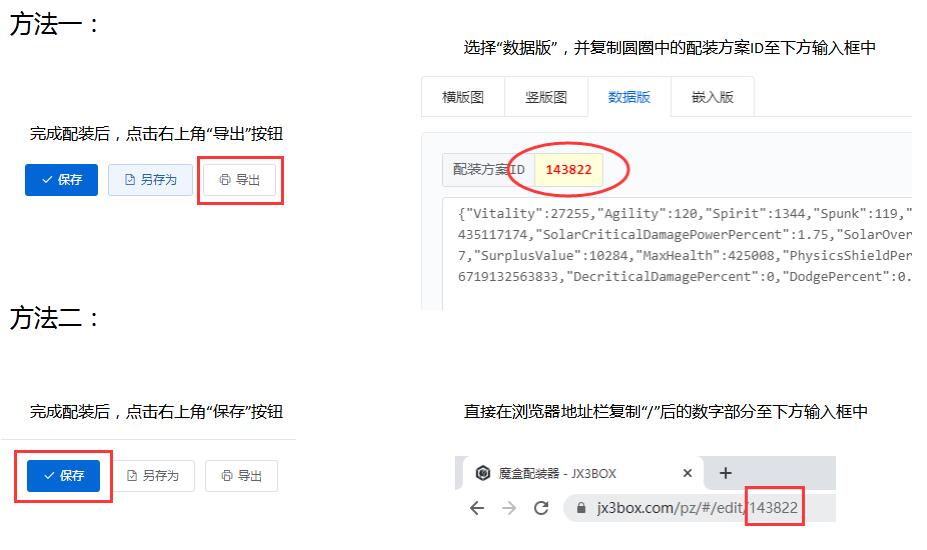 方法一：
选择“数据版”，并复制圆圈中的配装方案ID至下方输入框中
横版图 竖版图 数据版 嵌入版
完成配装后，点击右上角“导出”按钮
保存 另存为 导出
配装方案ID 143822
{"Vitality":27255,"Agility":120,"Spirit":1344,"Spunk":119,"
435117174,"SolarCriticalDamagePowerPercent":1.75,"SolarOver
7,"SurplusValue":10284,"MaxHealth":425008,"PhysicsShieldPer
6719132563833,"DecriticalDamagePercent":0,"DodgePercent":0.
方法二：
完成配装后，点击右上角“保存”按钮
直接在浏览器地址栏复制“/”后的数字部分至下方输入框中
保存 另存为 导出
魔盒配装器 - JX3BOX
jx3box.com/pz/#/edit/143822